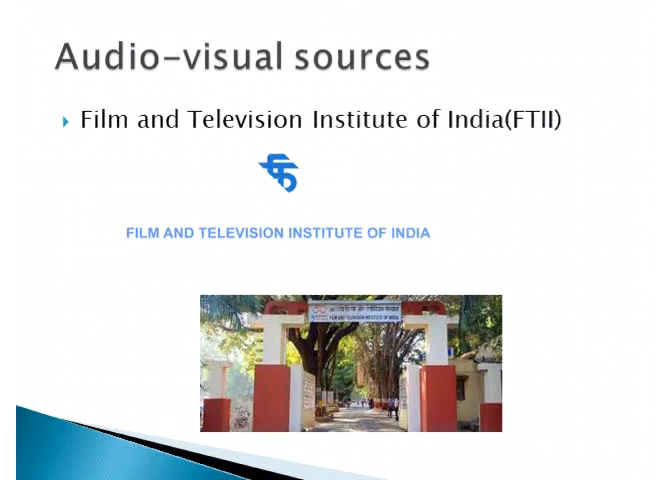 Audio-visual sources
Film and Television Institute of India(FTII)
FILM AND TELEVISION INSTITUTE OF INDIA
FILM AND TELEVISION INSTITUTE OF INDIA